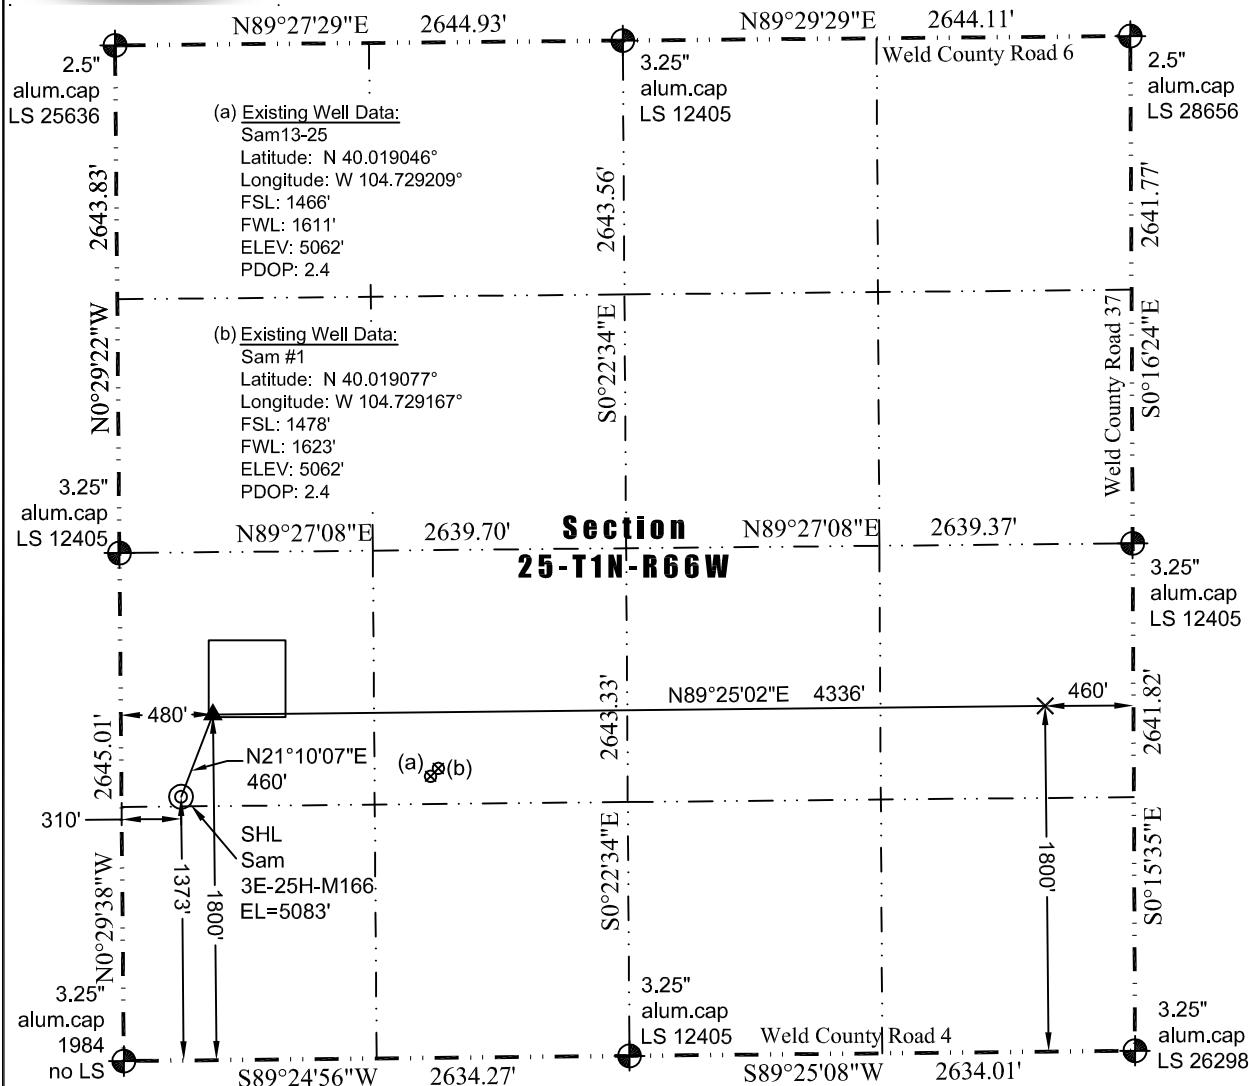 N89°27'29"E 2644.93'
N89°29'29"E 2644.11'
Weld County Road 6
2.5"
alum.cap
LS 25636
3.25"
alum.cap
LS 12405
2.5"
alum.cap
LS 28656
(a) Existing Well Data:
Sam13-25
Latitude: N 40.019046°
Longitude: W 104.729209°
FSL: 1466'
FWL: 1611'
ELEV: 5062'
PDOP: 2.4
2643.83'
2643.56'
2641.77'
N0°29'22"W
S0°22'34"E
Weld County Road 37
S0°16'24"E
(b) Existing Well Data:
Sam #1
Latitude: N 40.019077°
Longitude: W 104.729167°
FSL: 1478'
FWL: 1623'
ELEV: 5062'
PDOP: 2.4
3.25"
alum.cap
LS 12405
N89°27'08"E 2639.70'
Section
25-T1N-R66W
N89°27'08"E 2639.37'
3.25"
alum.cap
LS 12405
480'
N89°25'02"E 4336'
460'
2645.01'
2643.33'
2641.82'
N21°10'07"E
460'
(a)
(b)
310'
SHL
Sam
3E-25H-M166
EL=5083'
1373'
1800'
1800'
N0°29'38"W
S0°22'34"E
S0°15'35"E
3.25"
alum.cap
1984
no LS
3.25"
alum.cap
LS 12405
Weld County Road 4
3.25"
alum.cap
LS 26298
S89°24'56"W 2634.27'
S89°25'08"W 2634.01'